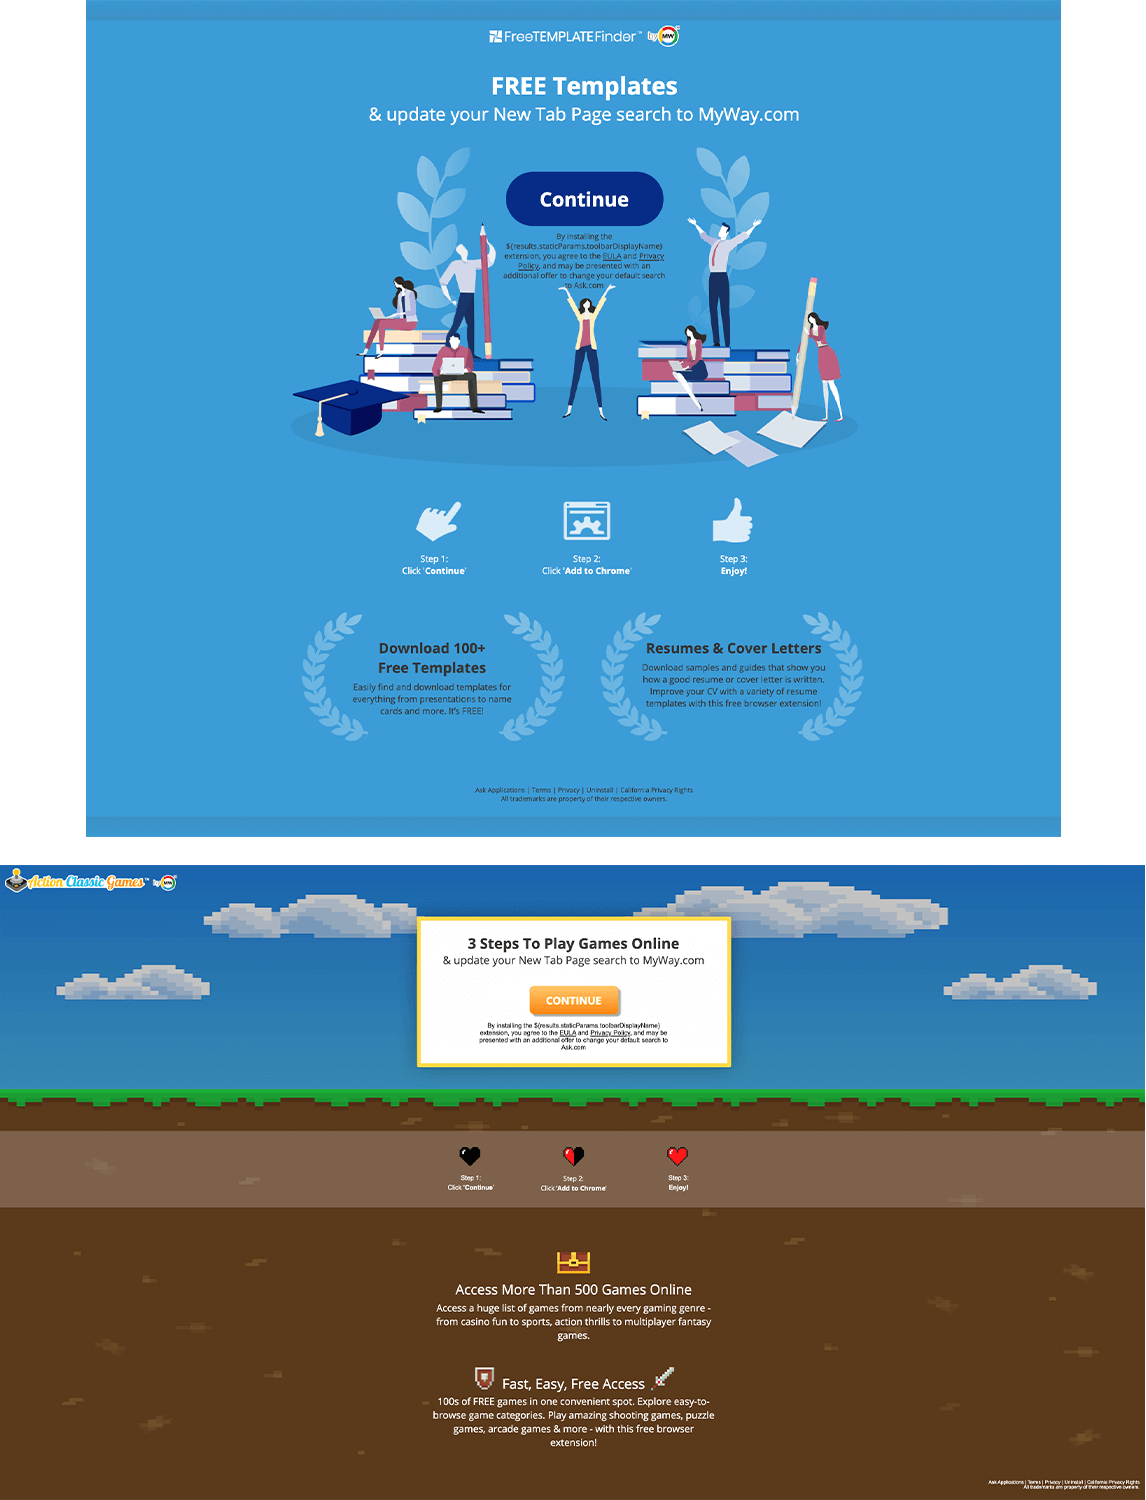 FreeTEMPLATEFinder™ by MW
FREE Templates
& update your New Tab Page search to MyWay.com
Continue
By installing the
${results.staticParams.toolbarDisplayName}
extension, you agree to the EULA and Privacy
Policy, and may be presented with an
additional offer to change your default search
to Ask.com
Step 1:
Click 'Continue'
Step 2:
Click 'Add to Chrome'
Step 3:
Enjoy!
Download 100+
Free Templates
Easily find and download templates for
everything from presentations to name
cards and more. It's FREE!
Resumes & Cover Letters
Download samples and guides that show you
how a good resume or cover letter is written.
Improve your CV with a variety of resume
templates with this free browser extension!
Ask Applications | Terms | Privacy | Uninstall | California Privacy Rights
All trademarks are property of their respective owners.
Action Classic Games™ by MW
3 Steps To Play Games Online
& update your New Tab Page search to MyWay.com
CONTINUE
By installing the ${results.staticParams.toolbarDisplayName}
extension, you agree to the EULA and Privacy Policy, and may be
presented with an additional offer to change your default search to
Ask.com
Step 1:
Click 'Continue'
Step 2:
Click 'Add to Chrome'
Step 3:
Enjoy!
Access More Than 500 Games Online
Access a huge list of games from nearly every gaming genre -
from casino fun to sports, action thrills to multiplayer fantasy
games.
Fast, Easy, Free Access
100s of FREE games in one convenient spot. Explore easy-to-
browse game categories. Play amazing shooting games, puzzle
games, arcade games & more - with this free browser
extension!
Ask Applications | Terms | Privacy | Uninstall | California Privacy Rights
All trademarks are property of their respective owners.